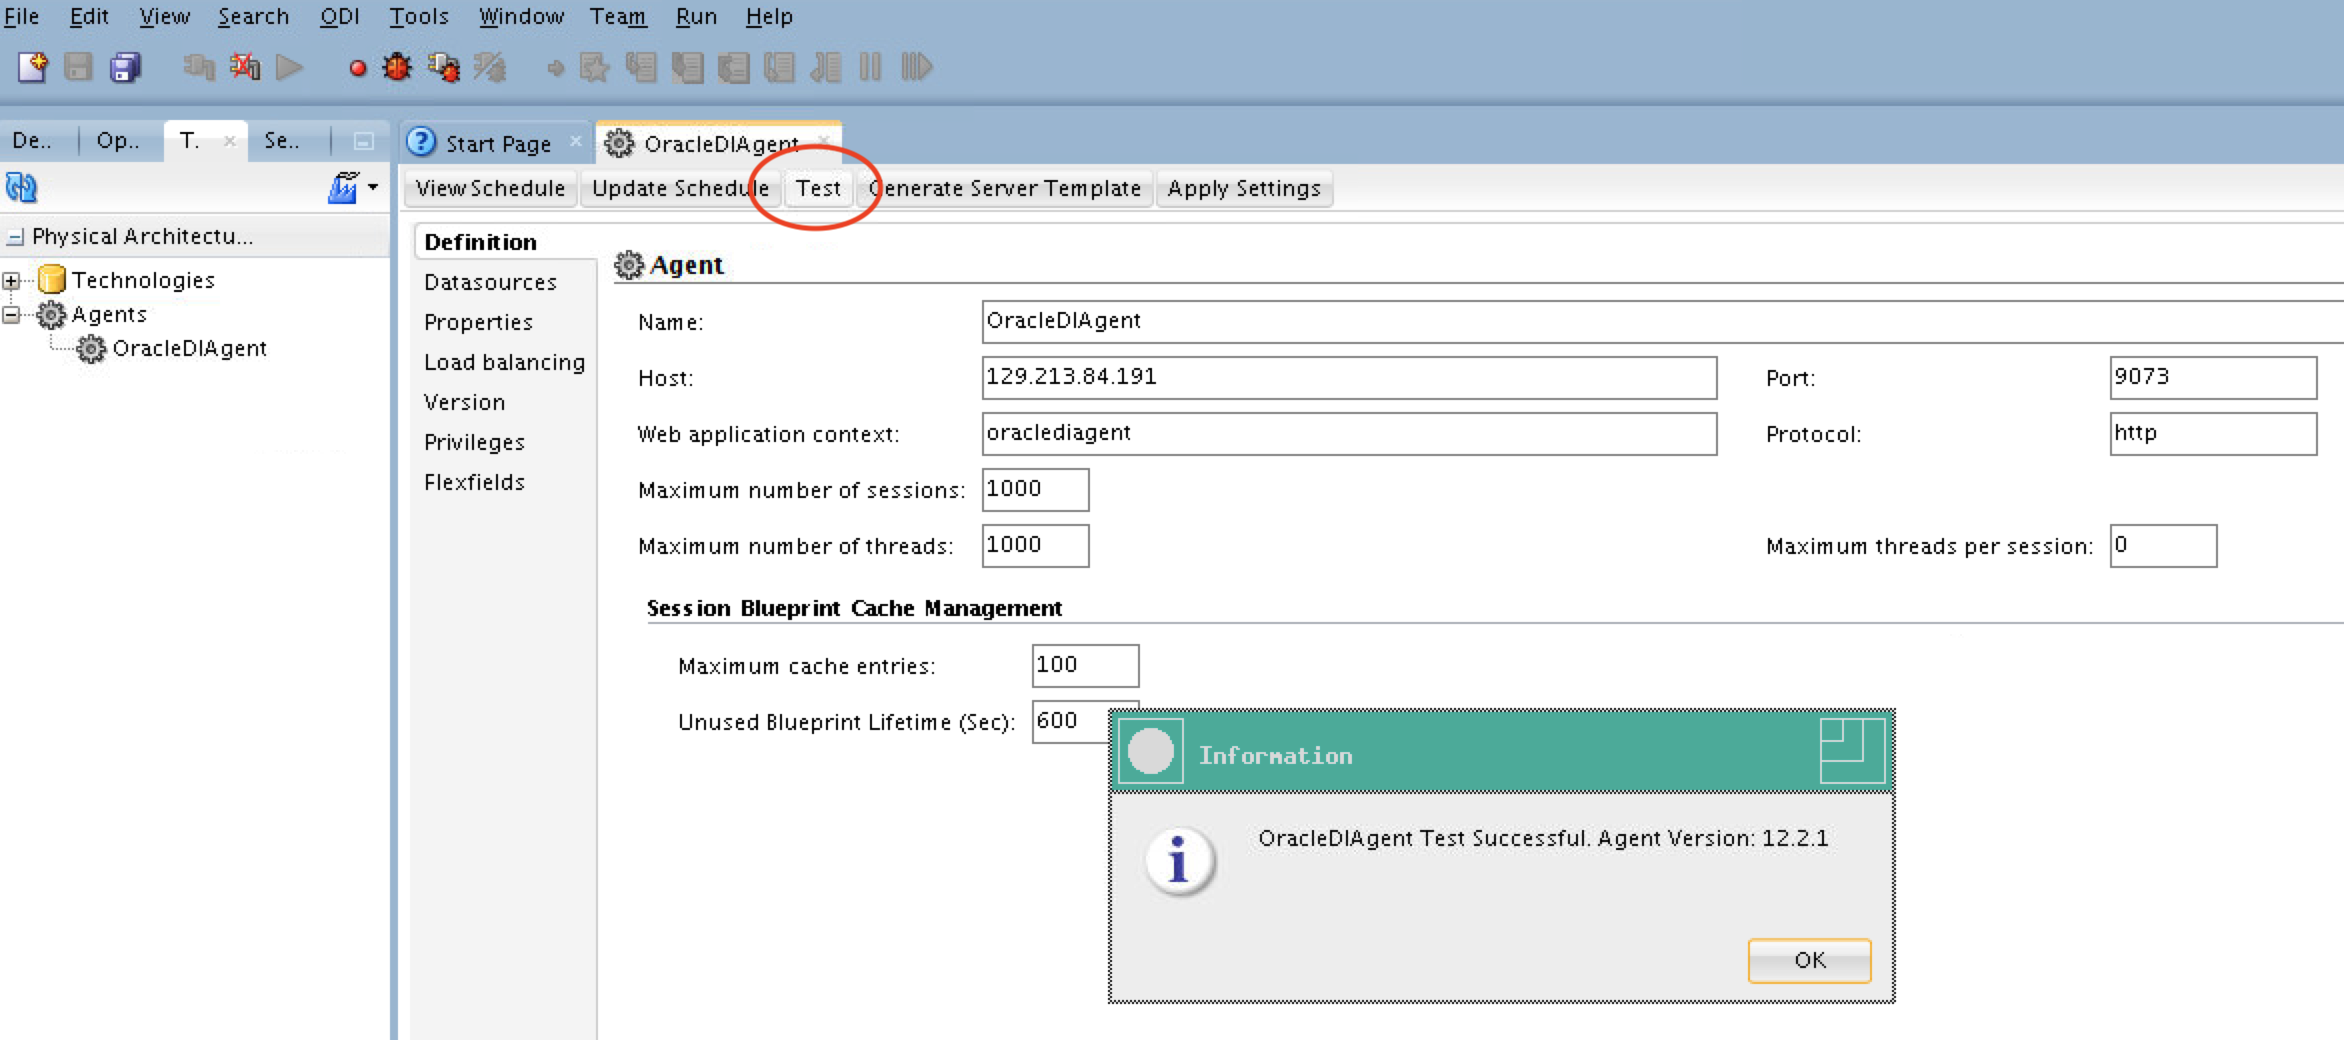 File Edit View Search ODI Tools Window Team Run Help
De.. Op.. T. Se..
Start Page OracleDIAgent
View Schedule Update Schedule Test Generate Server Template Apply Settings
Physical Architectu...
Technologies
Agents
OracleDIAgent
Definition
Datasources
Properties
Load balancing
Version
Privileges
Flexfields
Agent
Name: OracleDIAgent
Host: 129.213.84.191 Port: 9073
Web application context: oraclediagent Protocol: http
Maximum number of sessions: 1000
Maximum number of threads: 1000 Maximum threads per session: 0
Session Blueprint Cache Management
Maximum cache entries: 100
Unused Blueprint Lifetime (Sec): 600
Information
OracleDIAgent Test Successful. Agent Version: 12.2.1
OK